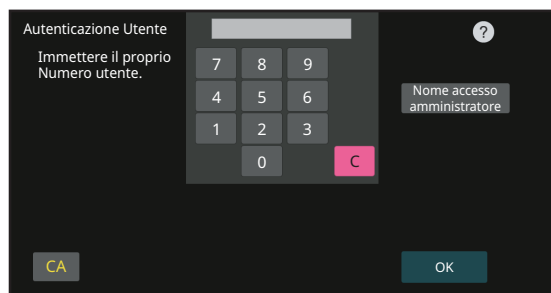 Autenticazione Utente
?
Immettere il proprio
Numero utente.
7 8 9
4 5 6
1 2 3
0 C
Nome accesso
amministratore
CA
OK